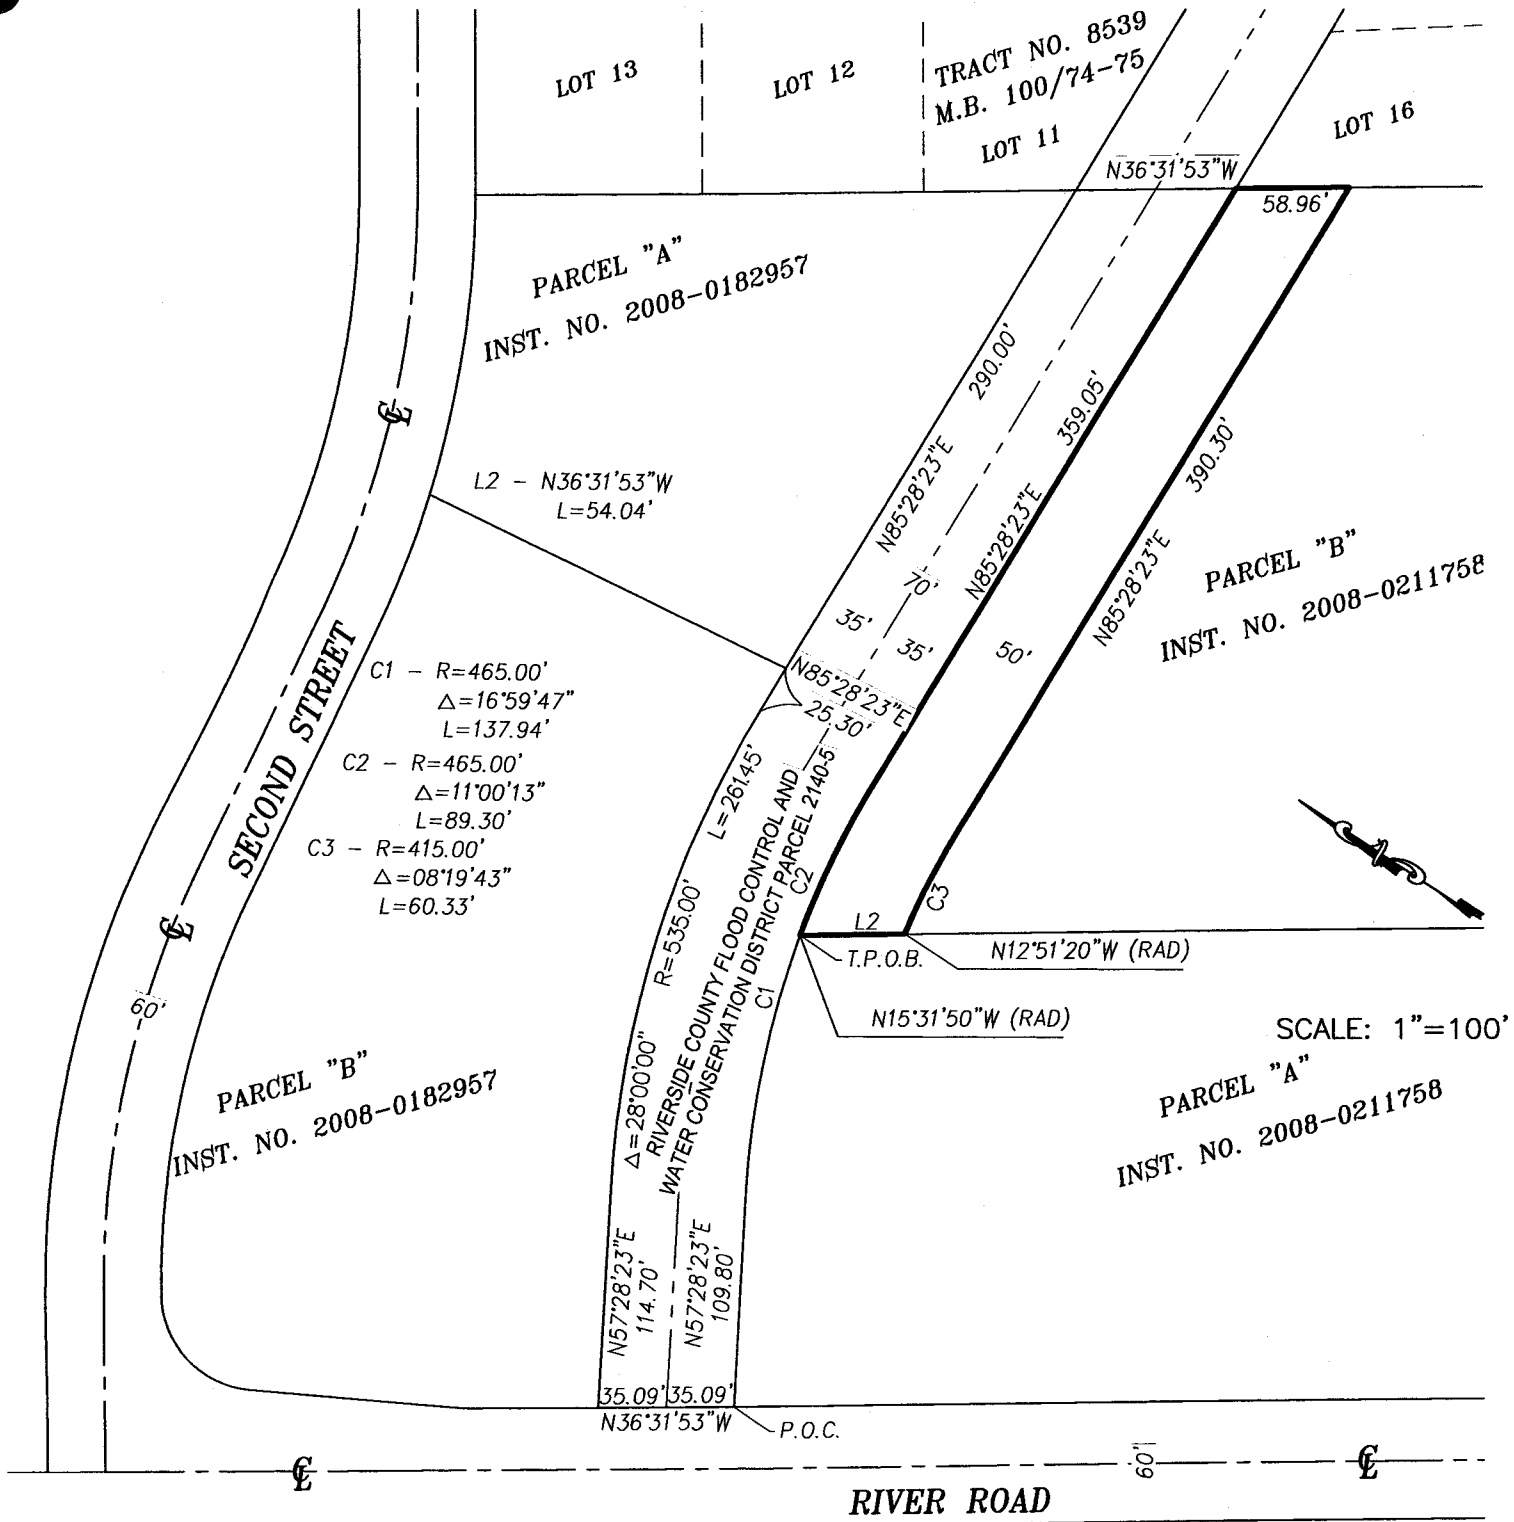 LOT 13
LOT 12
TRACT NO. 8539
M.B. 100/74-75
LOT 11
LOT 16
N36°31'53"W
58.96'
PARCEL "A"
INST. NO. 2008-0182957
290.00'
N85°28'23"E
359.05'
N85°28'23"E
390.30'
N85°28'23"E
L2 - N36°31'53"W
L=54.04'
PARCEL "B"
INST. NO. 2008-0211758
70'
35'
35'
50'
N85°28'23"E
25.30'
SECOND STREET
C1 - R=465.00'
Δ=16°59'47"
L=137.94'
C2 - R=465.00'
Δ=11°00'13"
L=89.30'
C3 - R=415.00'
Δ=08°19'43"
L=60.33'
L=261.45'
R=535.00'
Δ=28°00'00"
RIVERSIDE COUNTY FLOOD CONTROL AND
WATER CONSERVATION DISTRICT PARCEL 2140-5
C2
C1
C3
L2
T.P.O.B.
N12°51'20"W (RAD)
N15°31'50"W (RAD)
60'
SCALE: 1"=100'
PARCEL "B"
INST. NO. 2008-0182957
PARCEL "A"
INST. NO. 2008-0211758
N57°28'23"E
114.70'
N57°28'23"E
109.80'
35.09'
35.09'
N36°31'53"W
P.O.C.
60'
RIVER ROAD